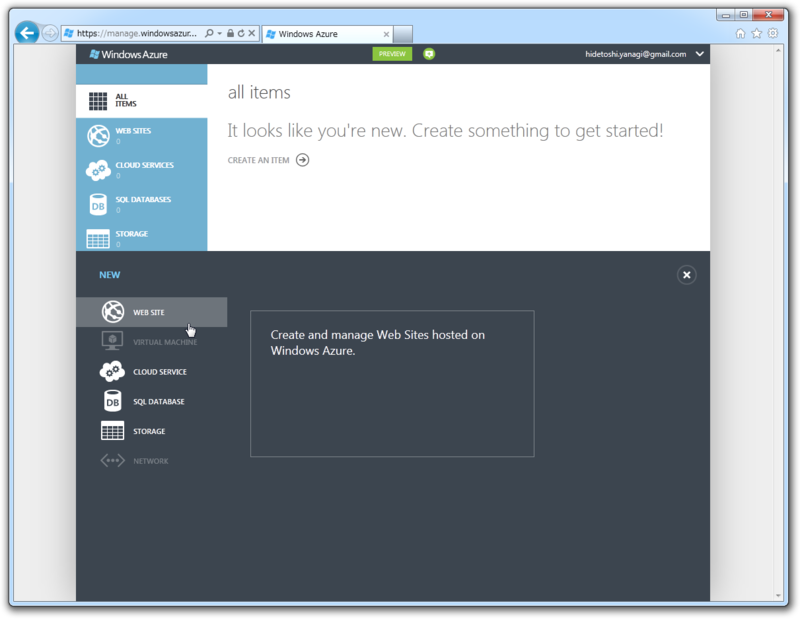 https://manage.windowsazur...
Windows Azure
Windows Azure
PREVIEW
hidetoshi.yanagi@gmail.com
ALL
ITEMS
WEB SITES
0
CLOUD SERVICES
0
DB
SQL DATABASES
0
STORAGE
0
all items
It looks like you're new. Create something to get started!
CREATE AN ITEM
NEW
WEB SITE
VIRTUAL MACHINE
CLOUD SERVICE
DB
SQL DATABASE
STORAGE
NETWORK
Create and manage Web Sites hosted on
Windows Azure.